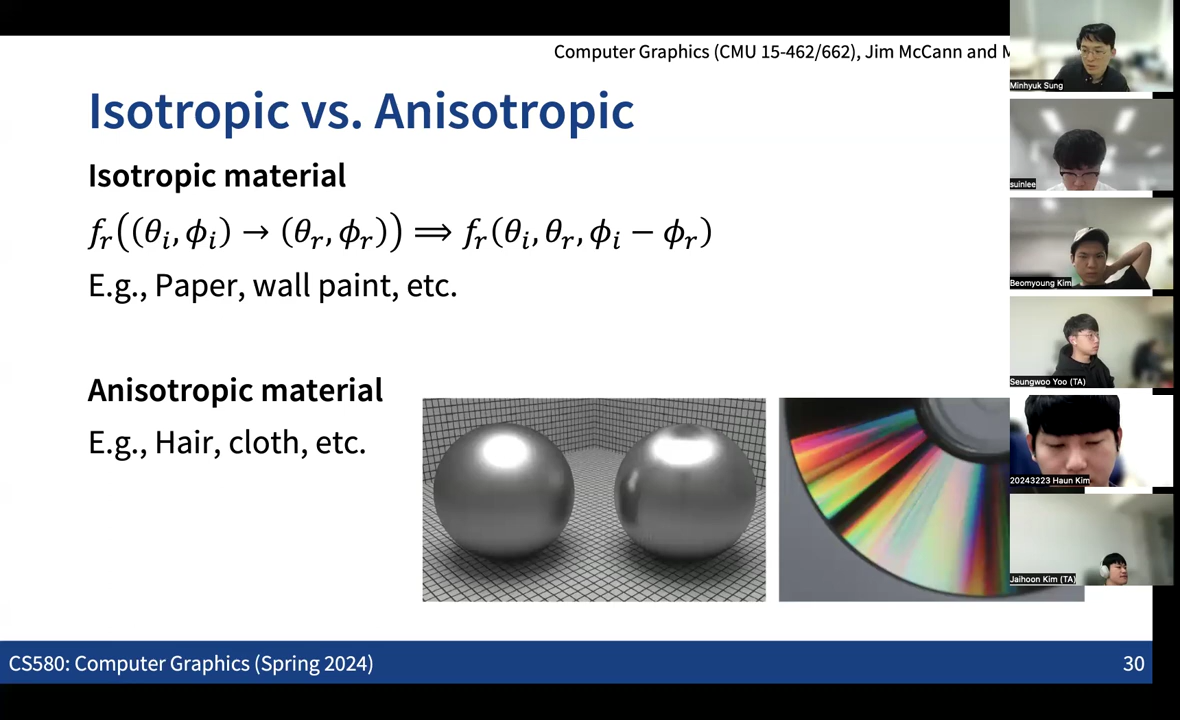 Computer Graphics (CMU 15-462/662), Jim McCann and M
Isotropic vs. Anisotropic
Isotropic material
f_r((θ_i, ϕ_i) → (θ_r, ϕ_r)) ⟹ f_r(θ_i, θ_r, ϕ_i − ϕ_r)
E.g., Paper, wall paint, etc.
Anisotropic material
E.g., Hair, cloth, etc.
CS580: Computer Graphics (Spring 2024)
30
Minhyuk Sung
suinlee
Beomyoung Kim
Seungwoo Yoo (TA)
20243223 Haun Kim
Jaihoon Kim (TA)